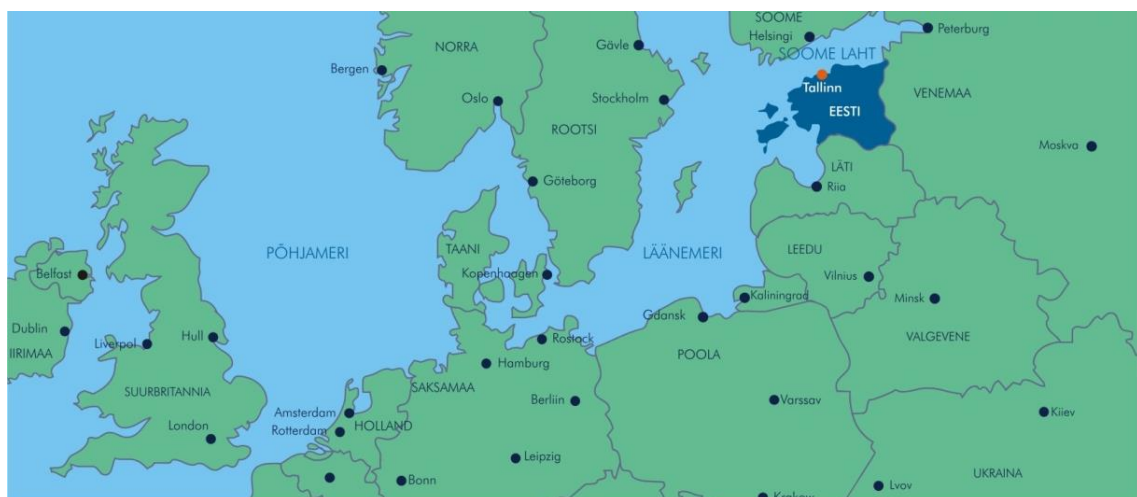 SOOME
Helsingi
Peterburg
NORRA
Gävle
SOOME LAHT
Bergen
Tallinn
Oslo
Stockholm
EESTI
VENEMAA
ROOTSI
Moskva
LÄTI
Göteborg
Riia
PÕHJAMERI
TAANI
LÄÄNEMERI
LEEDU
Belfast
Kopenhaagen
Vilnius
Kaliningrad
Minsk
Gdansk
Dublin
Hull
Liverpol
Rostack
VALGEVENE
IIRIMAA
POOLA
Hamburg
SUURBRITANNIA
SAKSAMAA
Berliin
Varssav
Amsterdam
Kiiev
London
Rotterdam
HOLLAND
Leipzig
UKRAINA
Bonn
Lvov